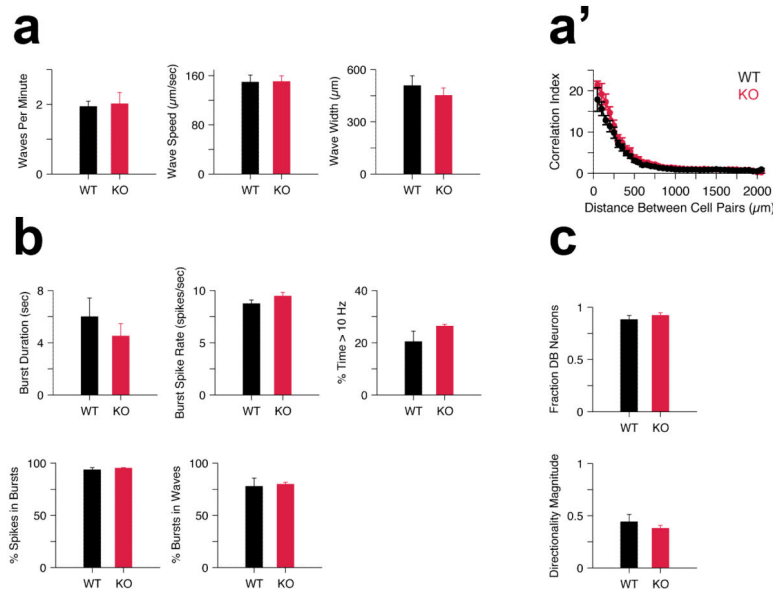 a
Waves Per Minute
4
2
0
WT KO
Wave Speed (µm/sec)
160
80
0
WT KO
Wave Width (µm)
600
300
0
WT KO
a'
Correlation Index
20
10
0
WT
KO
0 500 1000 1500 2000
Distance Between Cell Pairs (µm)
b
Burst Duration (sec)
8
4
0
WT KO
Burst Spike Rate (spikes/sec)
10
5
0
WT KO
% Time > 10 Hz
40
20
0
WT KO
% Spikes in Bursts
100
50
0
WT KO
% Bursts in Waves
100
50
0
WT KO
c
Fraction DB Neurons
1
0.5
0
WT KO
Directionality Magnitude
1
0.5
0
WT KO